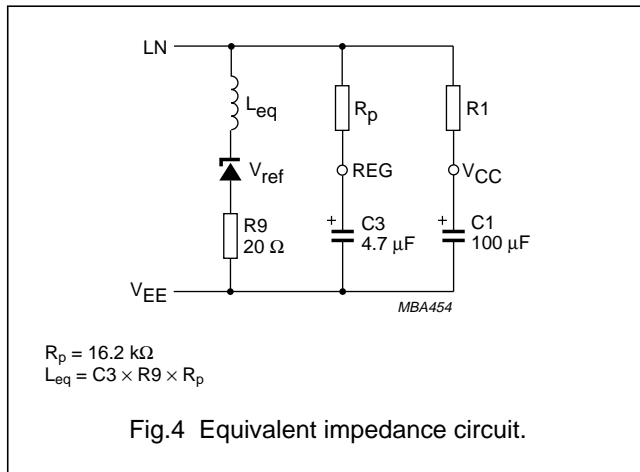 LN
L_eq
R_p
R1
V_ref
REG
V_CC
R9
20 Ω
+
C3
4.7 µF
+
C1
100 µF
V_EE
MBA454
R_p = 16.2 kΩ
L_eq = C3 × R9 × R_p
Fig.4 Equivalent impedance circuit.